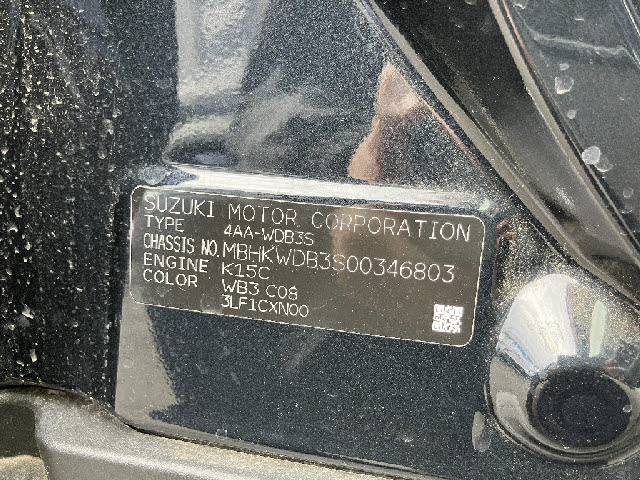 SUZUKI MOTOR CORPORATION
TYPE 4AA-WDB3S
CHASSIS NO. MBHKWDB3S00346803
ENGINE K15C
COLOR WB3 C08
3LF1CXN00